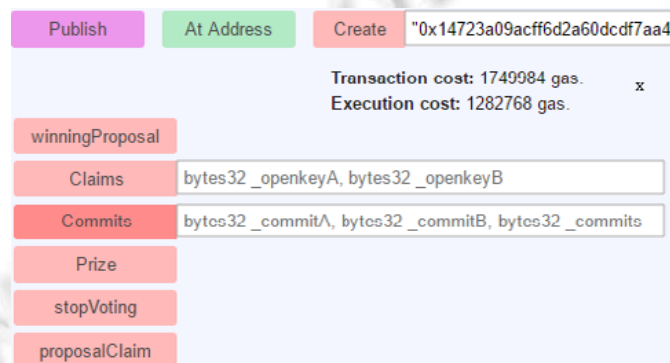 Publish At Address Create "0x14723a09acff6d2a60dcdf7aa4
Transaction cost: 1749984 gas. x
Execution cost: 1282768 gas.
winningProposal
Claims bytes32 _openkeyA, bytes32 _openkeyB
Commits bytes32 _commitA, bytes32 _commitB, bytes32 _commits
Prize
stopVoting
proposalClaim